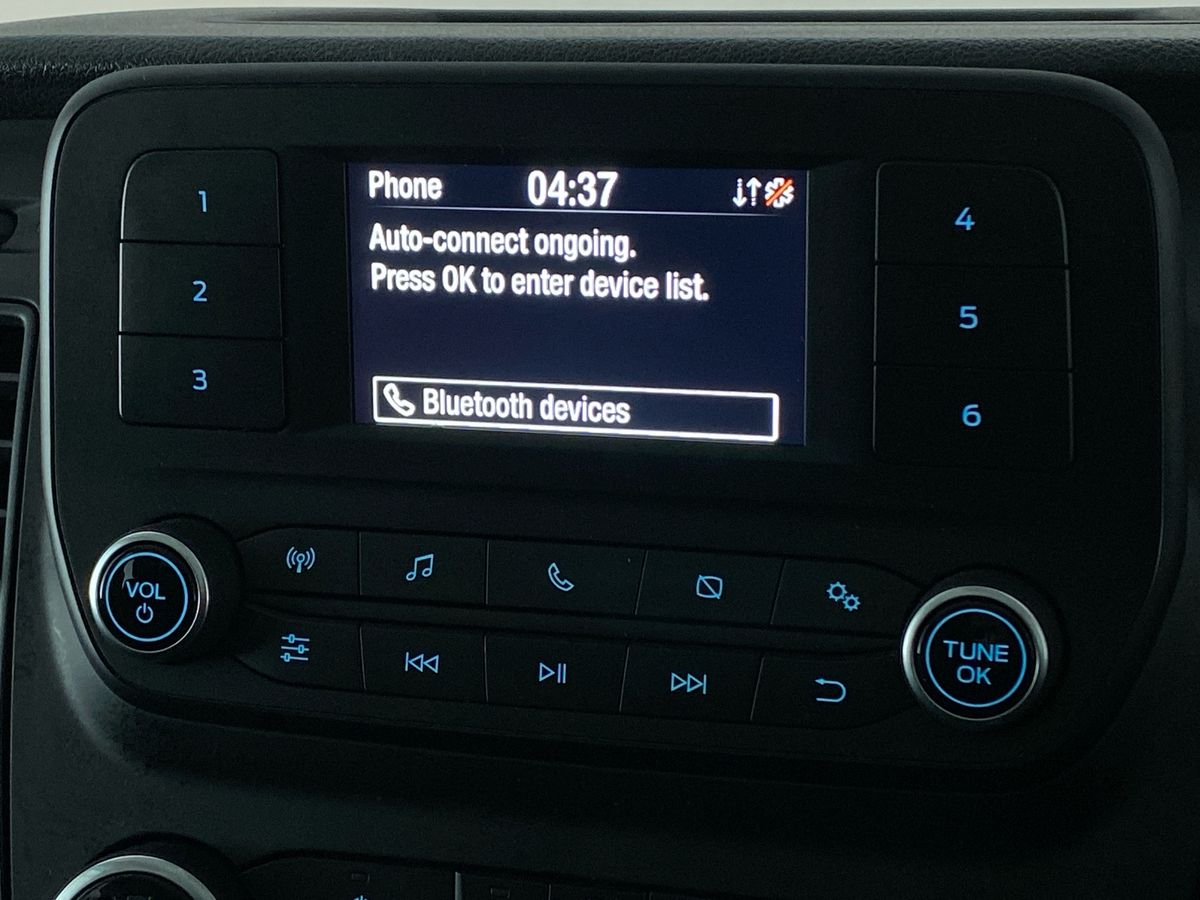 Phone 04:37
Auto-connect ongoing.
Press OK to enter device list.
Bluetooth devices
1
2
3
4
5
6
VOL
TUNE
OK